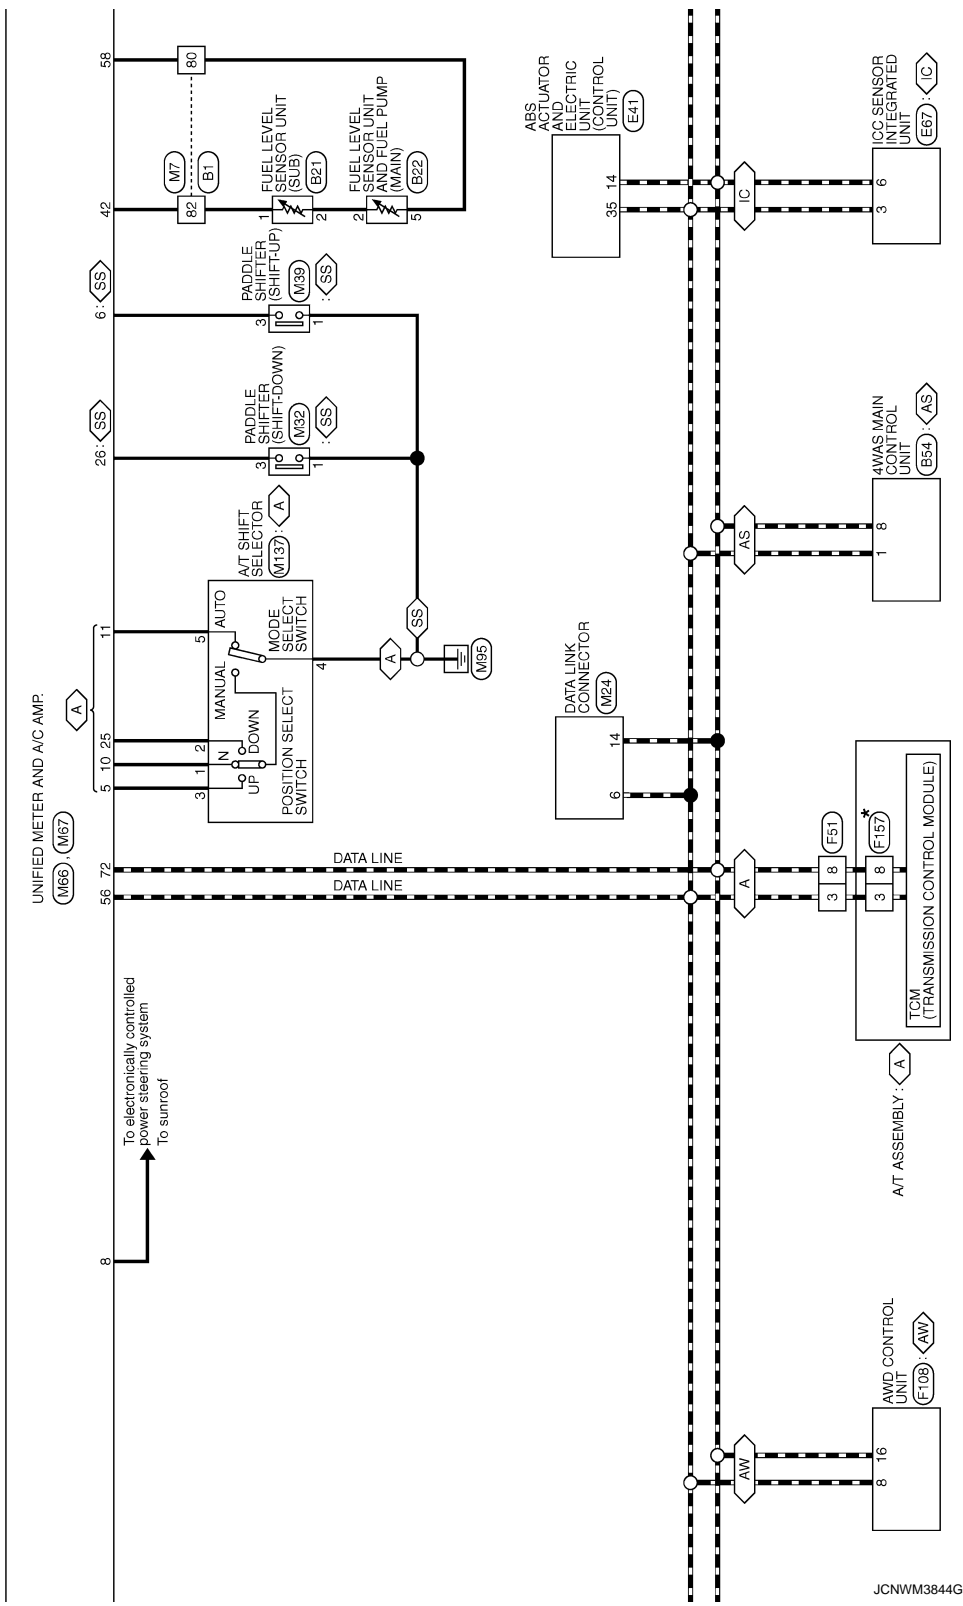 UNIFIED METER AND A/C AMP.
M66 , M67
8
To electronically controlled
power steering system
To sunroof
56
72
DATA LINE
DATA LINE
A
5
10
25
11
3
1
2
5
UP
N
DOWN
MANUAL
AUTO
POSITION SELECT
SWITCH
MODE
SELECT
SWITCH
4
A/T SHIFT
SELECTOR
M137 : A
A
SS
M95
26 : SS
PADDLE
SHIFTER
(SHIFT-DOWN)
M32
: SS
3
1
6 : SS
PADDLE
SHIFTER
(SHIFT-UP)
M39
: SS
3
1
42
58
82
80
M7
B1
FUEL LEVEL
SENSOR UNIT
(SUB)
B21
1
2
FUEL LEVEL
SENSOR UNIT
AND FUEL PUMP
(MAIN)
B22
2
5
DATA LINK
CONNECTOR
M24
6
14
ABS
ACTUATOR
AND
ELECTRIC
UNIT
(CONTROL
UNIT)
E41
35
14
AW
8
16
AWD CONTROL
UNIT
F108 : AW
A
3
8
F51
3
8
F157
*
TCM
(TRANSMISSION CONTROL MODULE)
A/T ASSEMBLY : A
AS
1
8
4WAS MAIN
CONTROL
UNIT
B54 : AS
IC
3
6
ICC SENSOR
INTEGRATED
UNIT
E67 : IC
JCNWM3844G